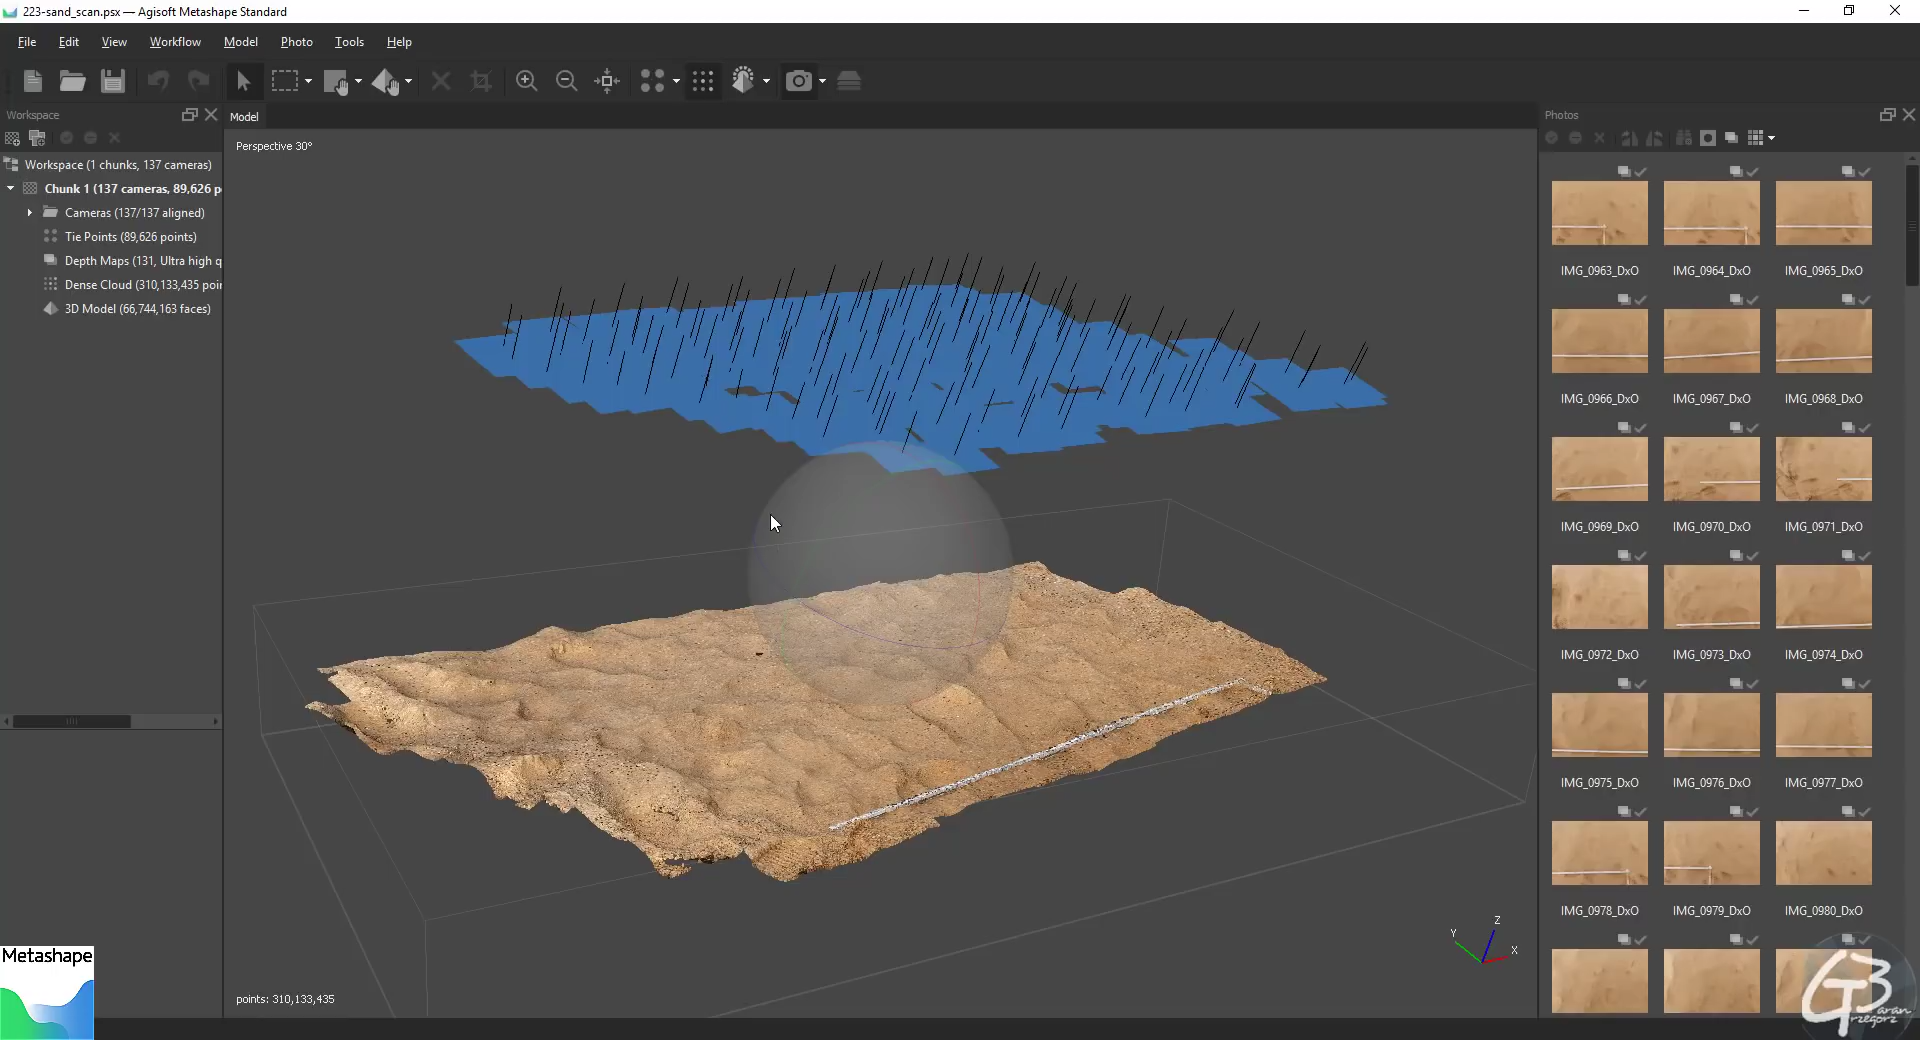 223-sand_scan.psx — Agisoft Metashape Standard
File Edit View Workflow Model Photo Tools Help
Workspace
Workspace (1 chunks, 137 cameras)
Chunk 1 (137 cameras, 89,626 p
Cameras (137/137 aligned)
Tie Points (89,626 points)
Depth Maps (131, Ultra high q
Dense Cloud (310,133,435 poin
3D Model (66,744,163 faces)
Model
Perspective 30°
Z
Y
X
points: 310,133,435
Metashape
Photos
IMG_0963_DxO IMG_0964_DxO IMG_0965_DxO
IMG_0966_DxO IMG_0967_DxO IMG_0968_DxO
IMG_0969_DxO IMG_0970_DxO IMG_0971_DxO
IMG_0972_DxO IMG_0973_DxO IMG_0974_DxO
IMG_0975_DxO IMG_0976_DxO IMG_0977_DxO
IMG_0978_DxO IMG_0979_DxO IMG_0980_DxO